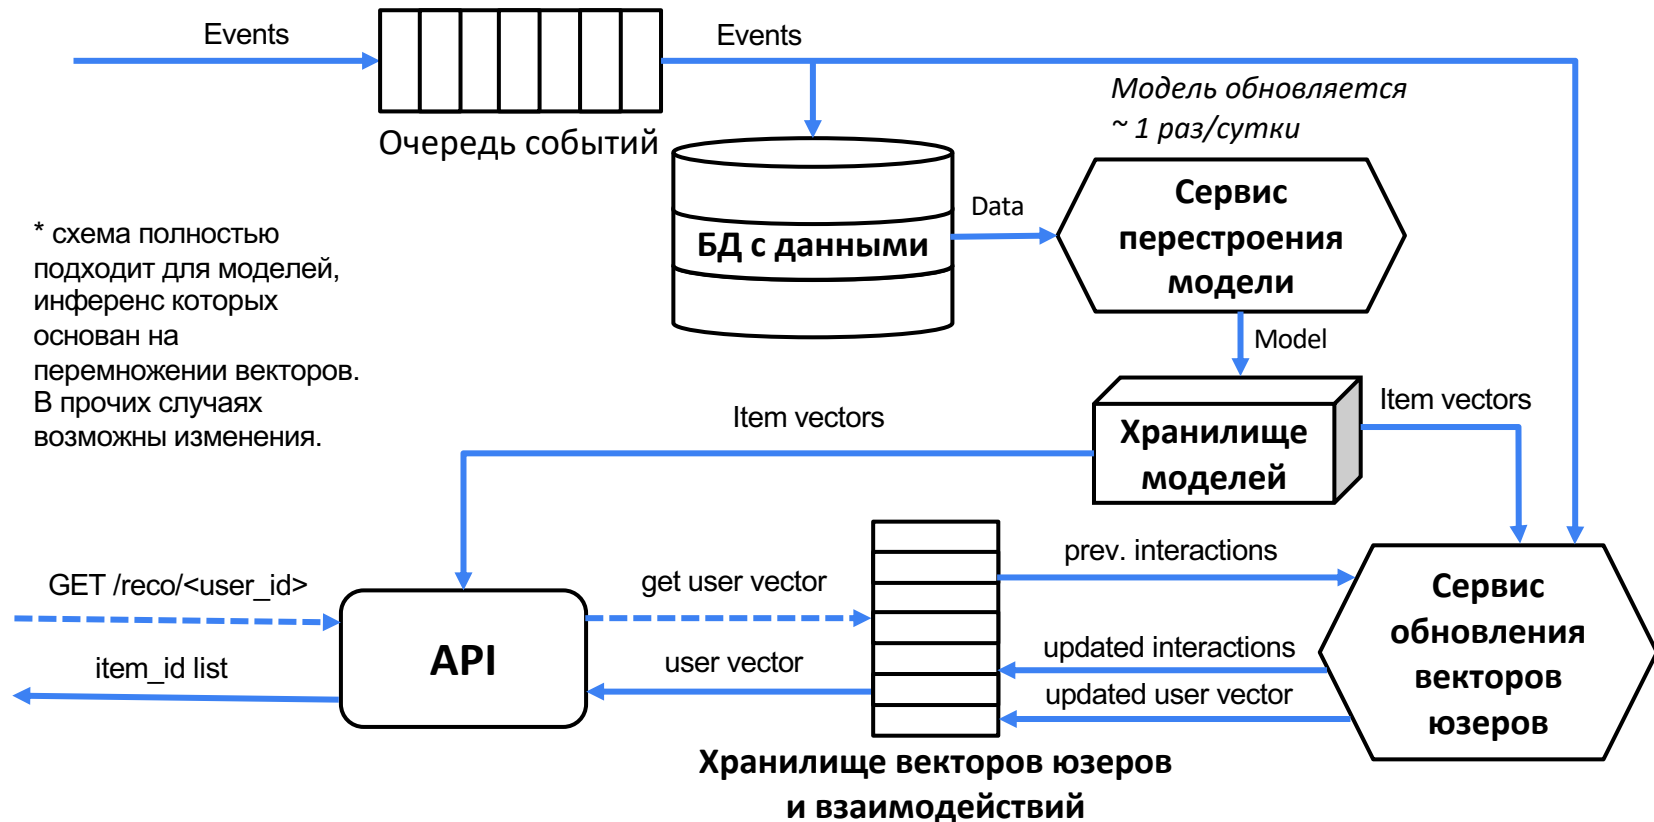 Events
Events
Очередь событий
Модель обновляется
~ 1 раз/сутки
БД с данными
Data
Сервис
перестроения
модели
* схема полностью
подходит для моделей,
инференс которых
основан на
перемножении векторов.
В прочих случаях
возможны изменения.
Model
Item vectors
Хранилище
моделей
Item vectors
GET /reco/<user_id>
item_id list
API
get user vector
user vector
prev. interactions
updated interactions
updated user vector
Сервис
обновления
векторов
юзеров
Хранилище векторов юзеров
и взаимодействий